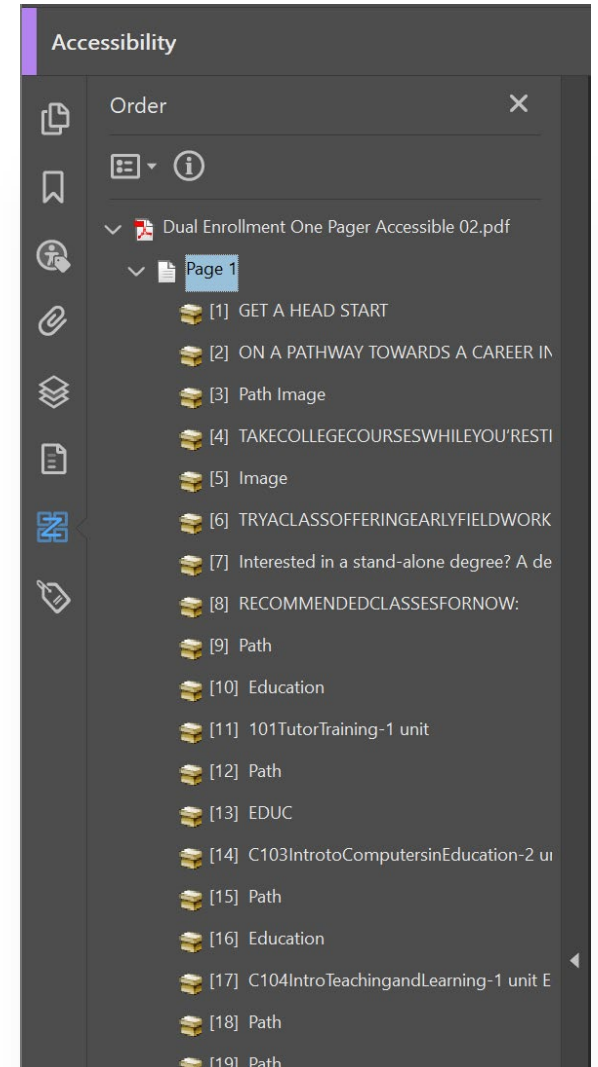 Accessibility
Order
Dual Enrollment One Pager Accessible 02.pdf
Page 1
[1] GET A HEAD START
[2] ON A PATHWAY TOWARDS A CAREER IN
[3] Path Image
[4] TAKECOLLEGECOURSESWHILEYOU'RESTI
[5] Image
[6] TRYACLASSOFFERINGEARLYFIELDWORK
[7] Interested in a stand-alone degree? A de
[8] RECOMMENDEDCLASSESFORNOW:
[9] Path
[10] Education
[11] 101TutorTraining-1 unit
[12] Path
[13] EDUC
[14] C103IntrotoComputersinEducation-2 u
[15] Path
[16] Education
[17] C104IntroTeachingandLearning-1 unit E
[18] Path
[19] Path